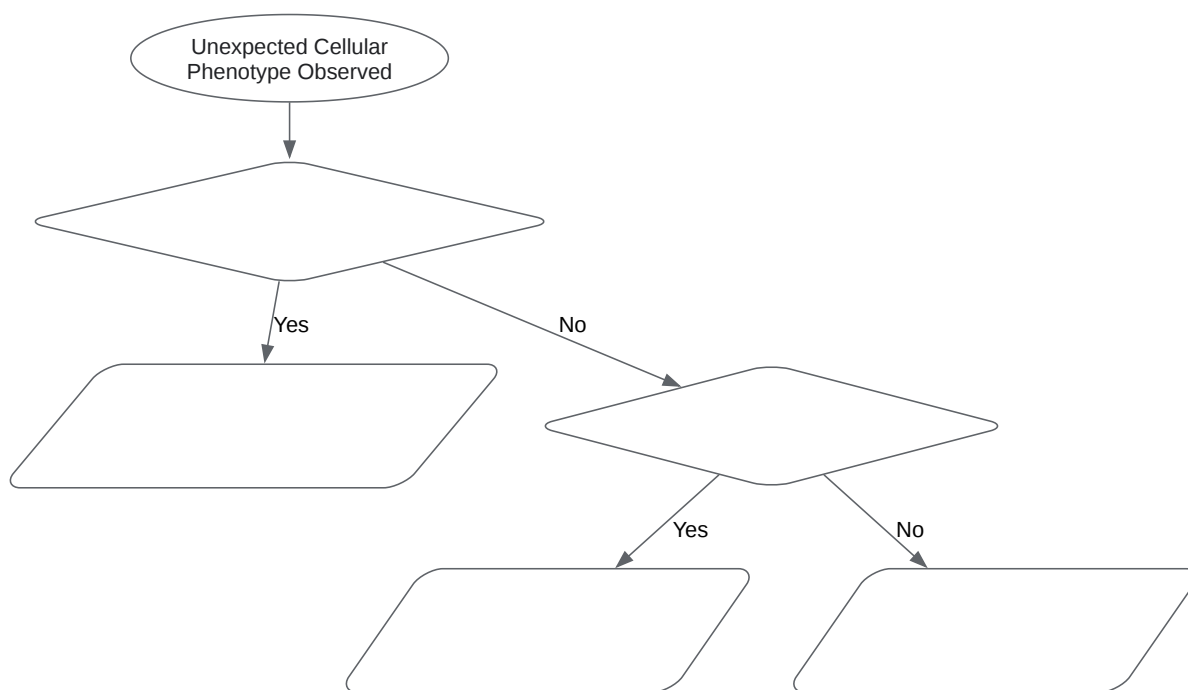 Unexpected Cellular
Phenotype Observed
Yes
No
Yes
No